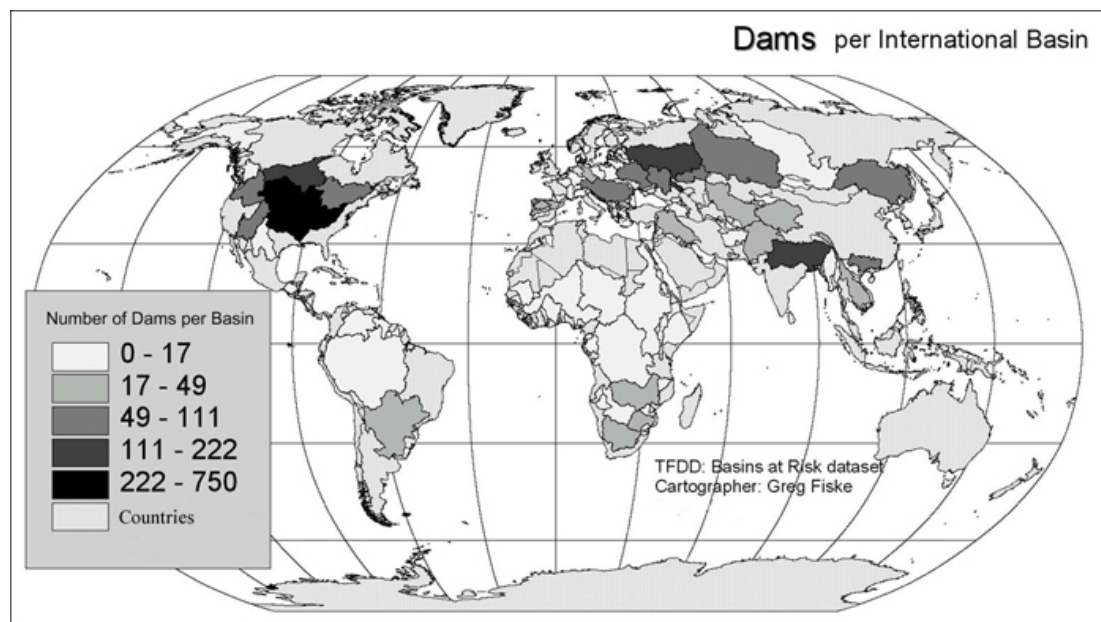 Dams per International Basin
Number of Dams per Basin
0 - 17
17 - 49
49 - 111
111 - 222
222 - 750
Countries
TFDD: Basins at Risk dataset
Cartographer: Greg Fiske